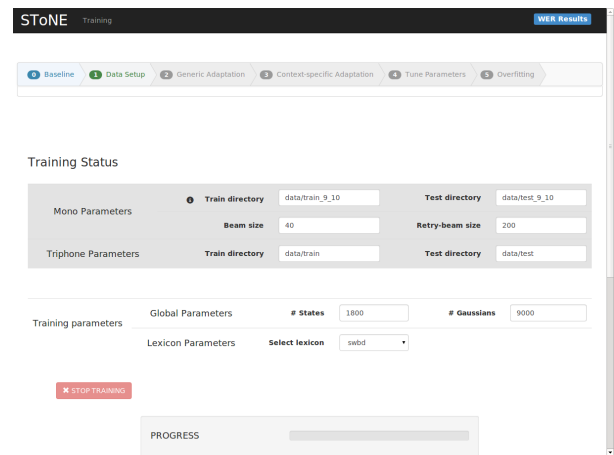 SToNE Training WER Results
0 Baseline 1 Data Setup 2 Generic Adaptation 3 Context-specific Adaptation 4 Tune Parameters 5 Overfitting
Training Status
Mono Parameters
Train directory data/train_9_10 Test directory data/test_9_10
Beam size 40 Retry-beam size 200
Triphone Parameters Train directory data/train Test directory data/test
Training parameters
Global Parameters # States 1800 # Gaussians 9000
Lexicon Parameters Select lexicon swbd
STOP TRAINING
PROGRESS